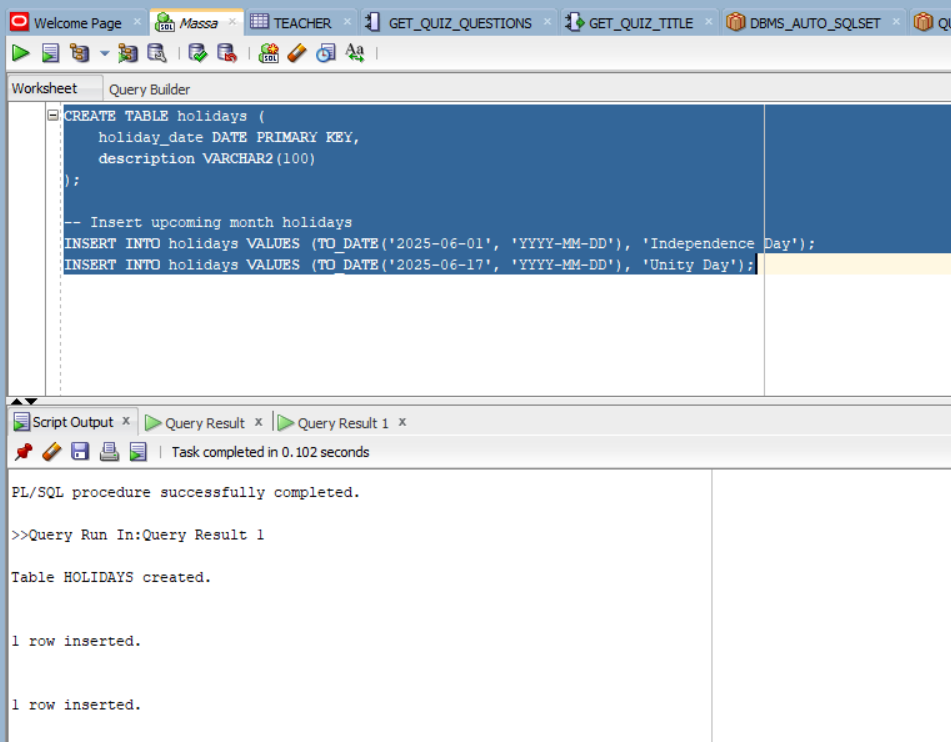 Welcome Page
Massa
TEACHER
GET_QUIZ_QUESTIONS
GET_QUIZ_TITLE
DBMS_AUTO_SQLSET
Worksheet
Query Builder
CREATE TABLE holidays (
    holiday_date DATE PRIMARY KEY,
    description VARCHAR2(100)
);
-- Insert upcoming month holidays
INSERT INTO holidays VALUES (TO_DATE('2025-06-01', 'YYYY-MM-DD'), 'Independence Day');
INSERT INTO holidays VALUES (TO_DATE('2025-06-17', 'YYYY-MM-DD'), 'Unity Day');
Script Output x
Query Result x
Query Result 1 x
Task completed in 0.102 seconds
PL/SQL procedure successfully completed.
>>Query Run In:Query Result 1
Table HOLIDAYS created.
1 row inserted.
1 row inserted.